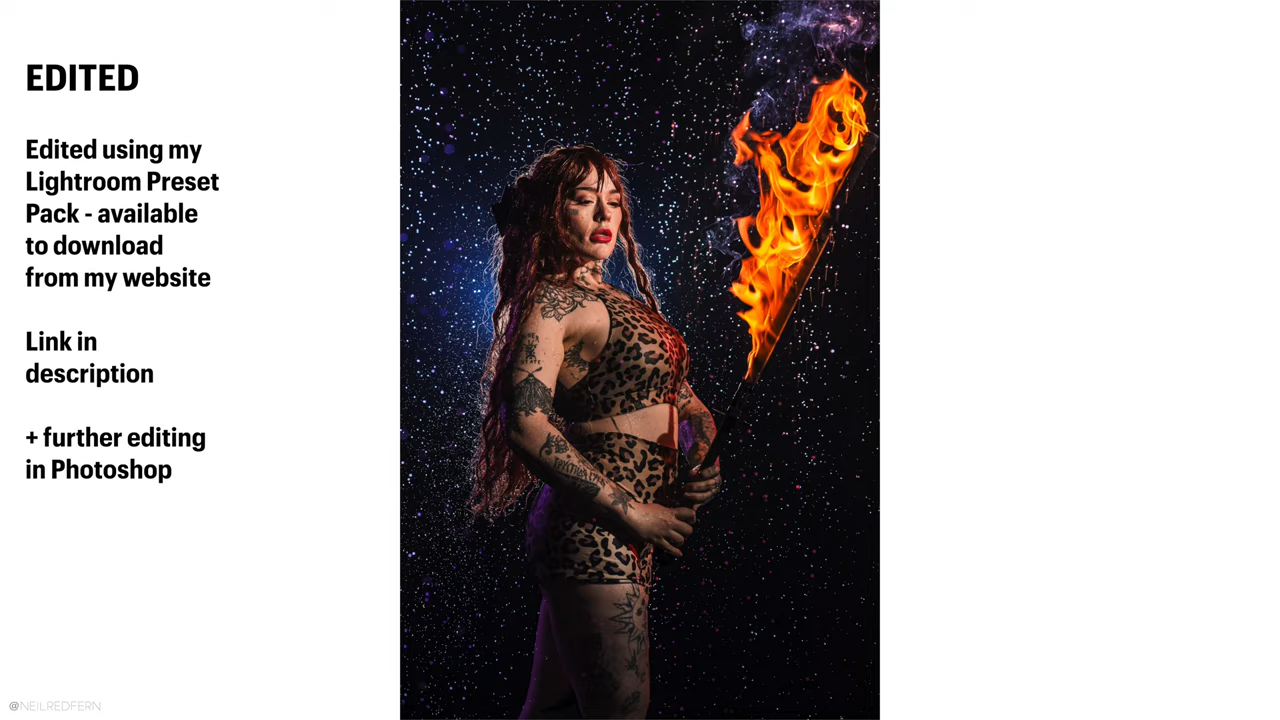 EDITED
Edited using my
Lightroom Preset
Pack - available
to download
from my website
Link in
description
+ further editing
in Photoshop
@NEILREDFERN